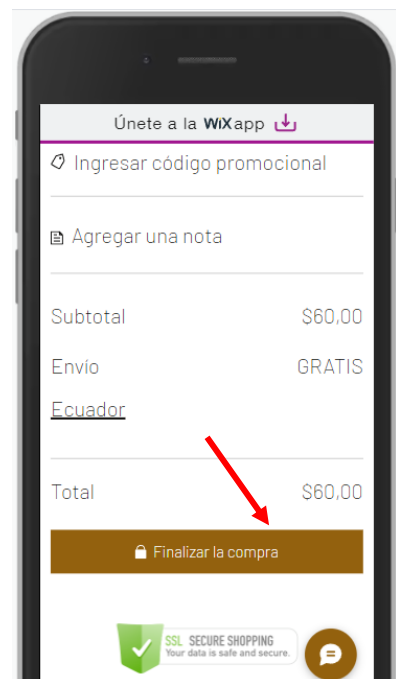 Únete a la WiX app
Ingresar código promocional
Agregar una nota
Subtotal $60,00
Envío GRATIS
Ecuador
Total $60,00
Finalizar la compra
SSL SECURE SHOPPING
Your data is safe and secure.